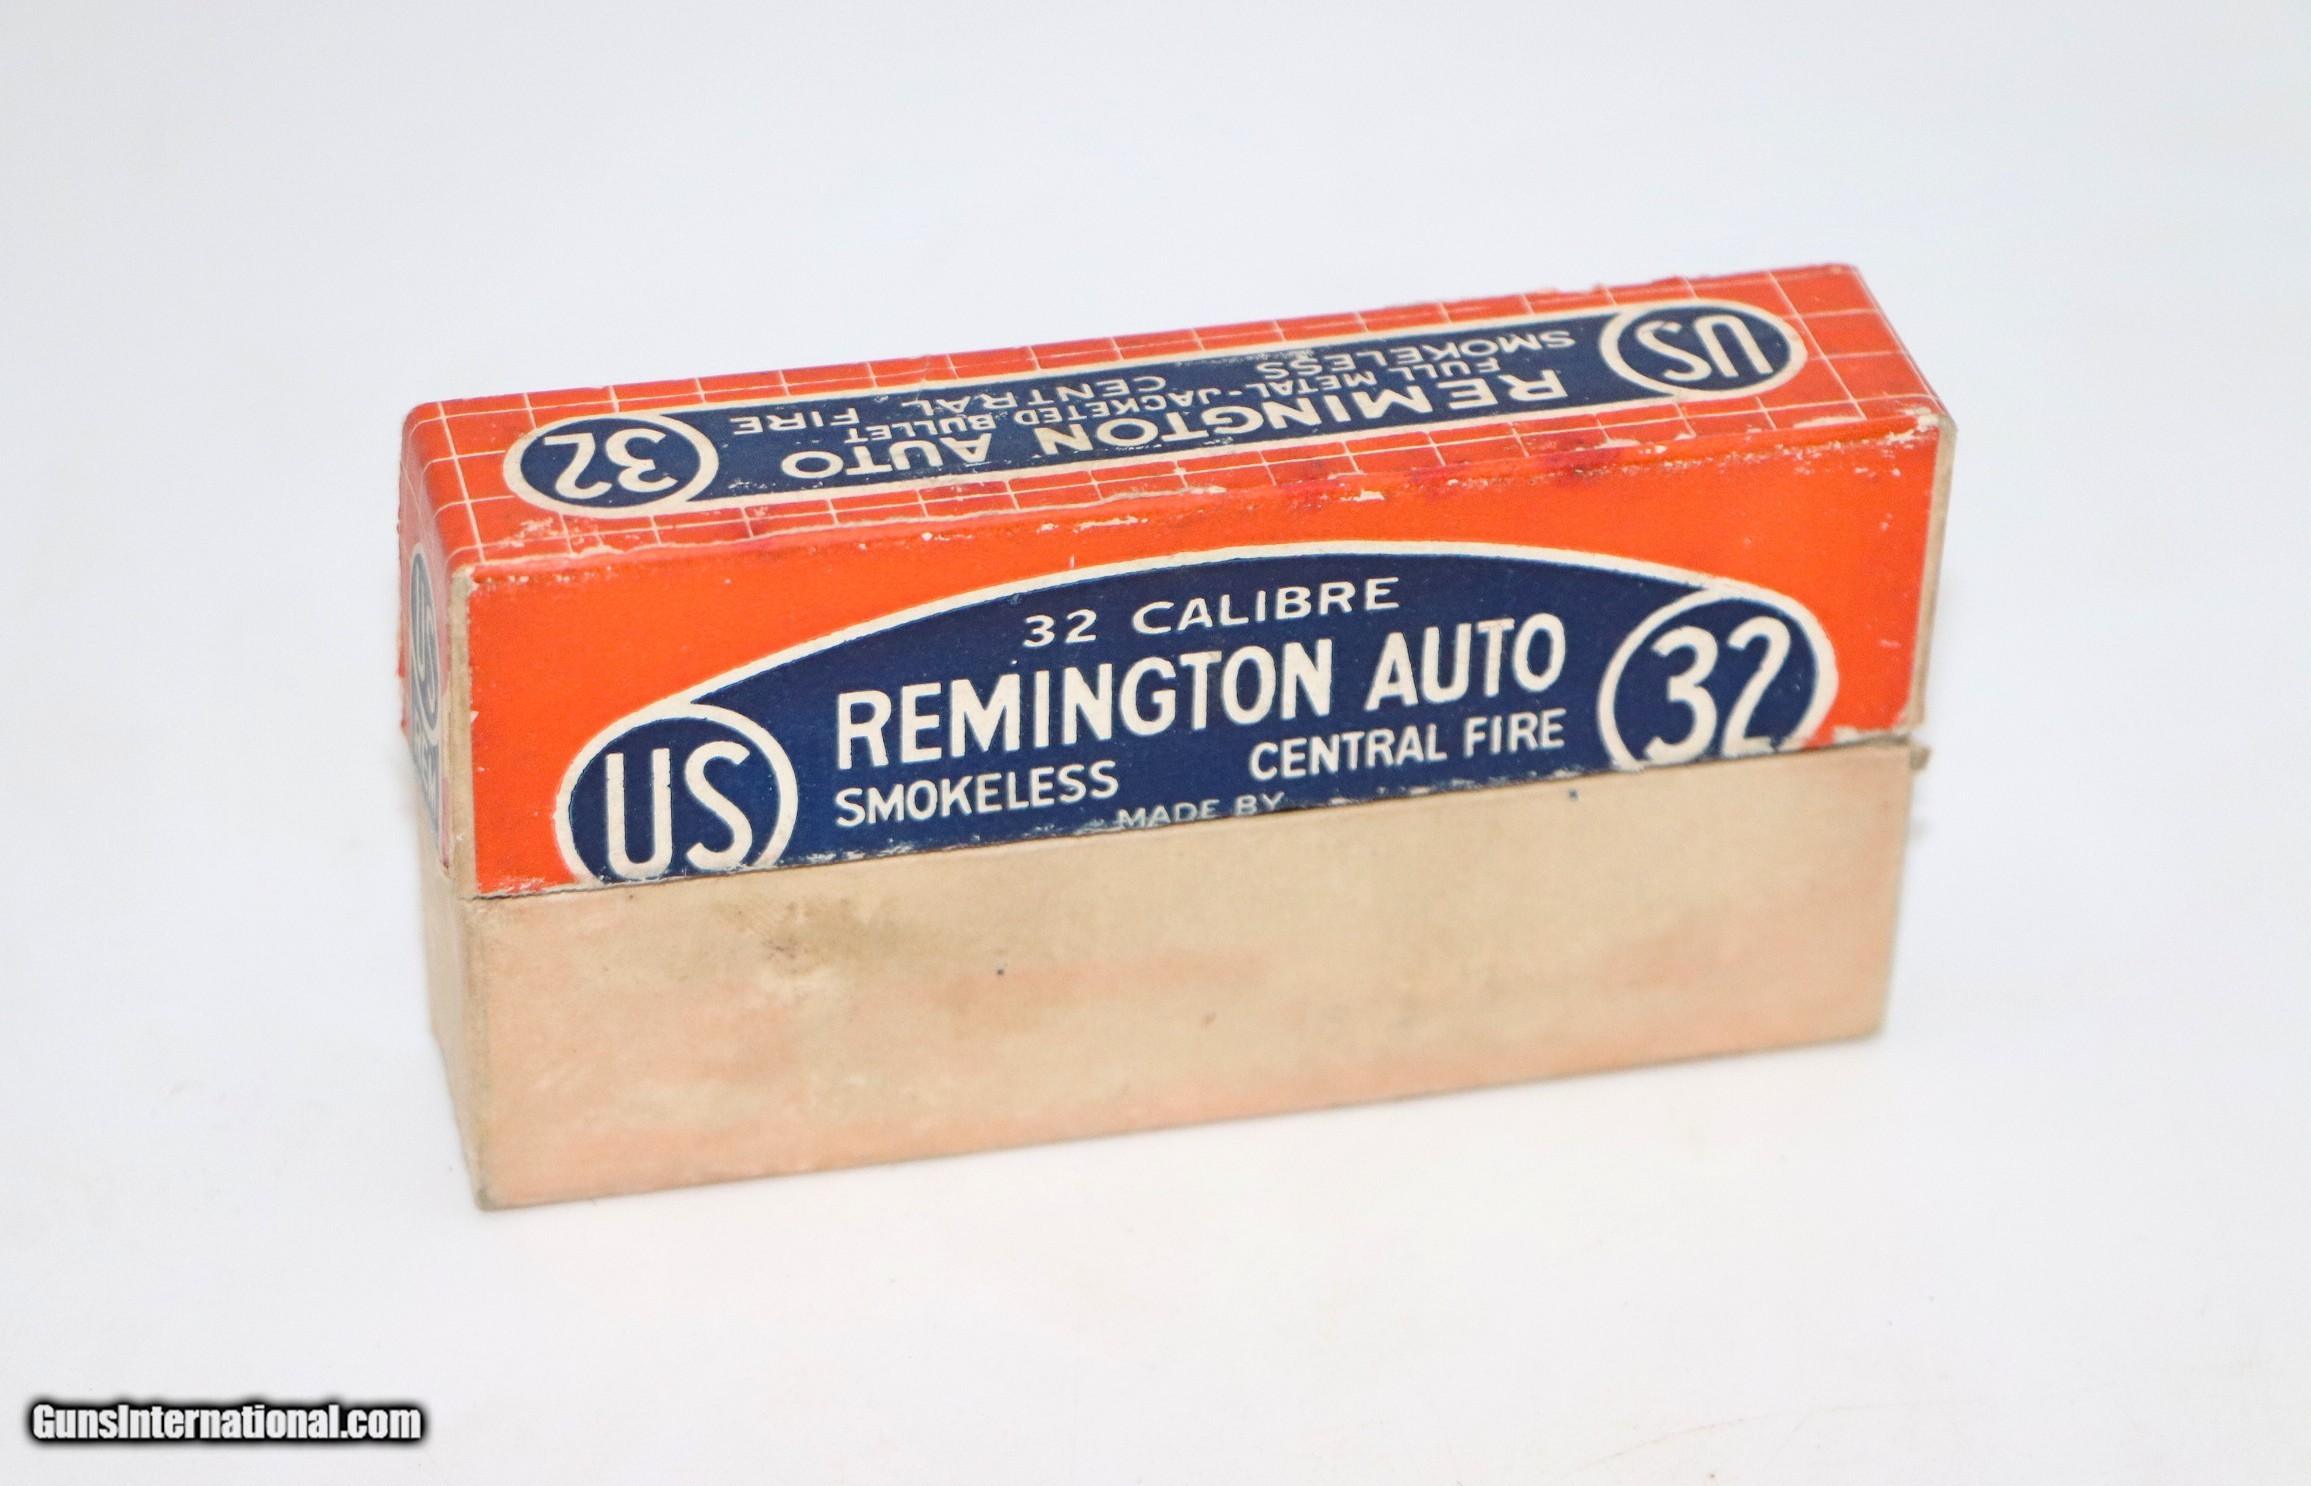 US
REMINGTON AUTO
FULL METAL-JACKETED BULLET
SMOKELESS CENTRAL FIRE
32
32 CALIBRE
REMINGTON AUTO
US
SMOKELESS
CENTRAL FIRE
32
MADE BY
US
GunsInternational.com